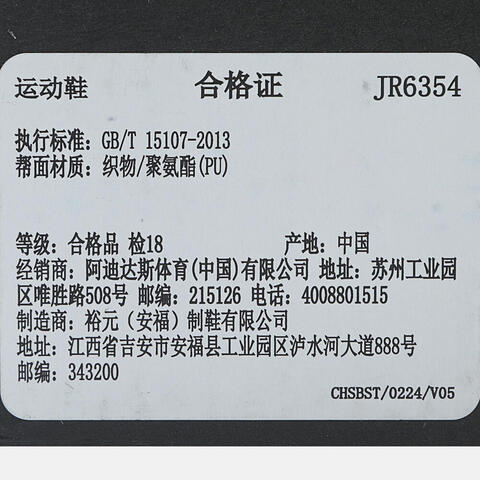 运动鞋 合格证 JR6354
执行标准：GB/T 15107-2013
帮面材质：织物/聚氨酯(PU)
等级：合格品 检18 产地：中国
经销商：阿迪达斯体育(中国)有限公司 地址：苏州工业园
区唯胜路508号 邮编：215126 电话：4008801515
制造商：裕元（安福）制鞋有限公司
地址：江西省吉安市安福县工业园区泸水河大道888号
邮编：343200
CHSBST/0224/V05